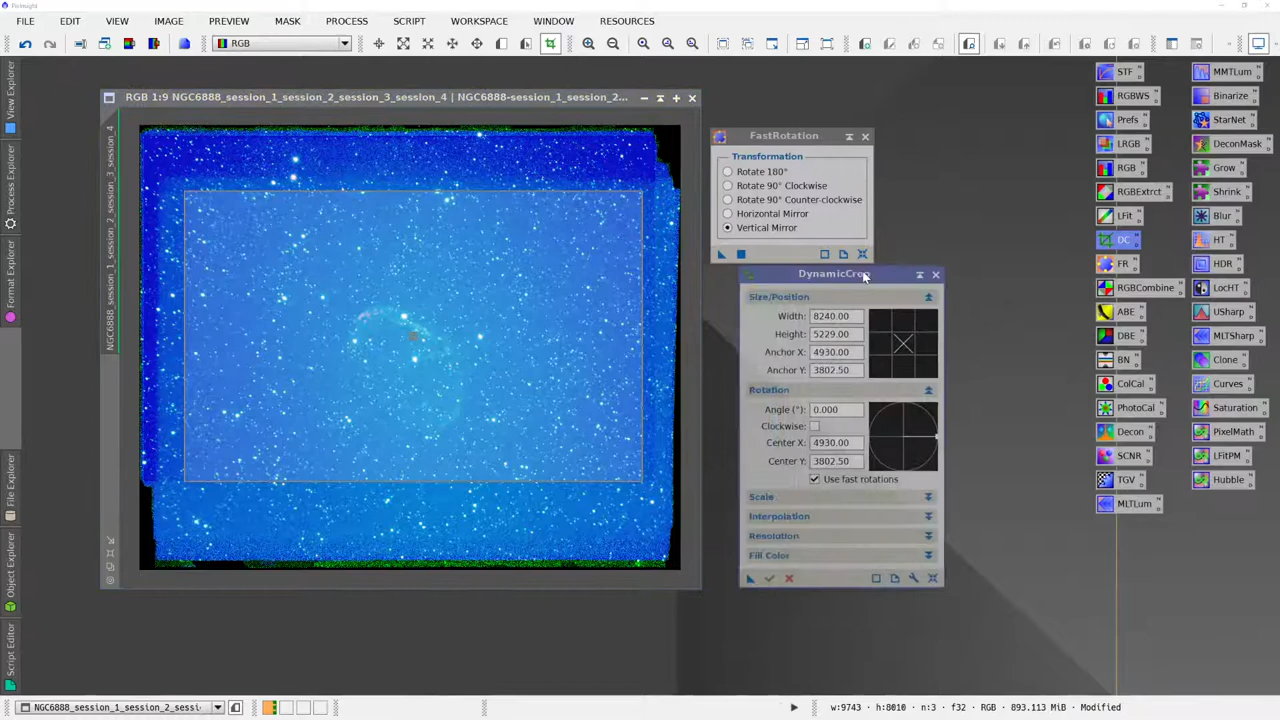 PixInsight
FILE EDIT VIEW IMAGE PREVIEW MASK PROCESS SCRIPT WORKSPACE WINDOW RESOURCES
RGB
View Explorer
Process Explorer
Format Explorer
File Explorer
Object Explorer
Script Editor
RGB 1:9 NGC6888_session_1_session_2_session_3_session_4 | NGC6888-session_1_session_2...
NGC6888_session_1_session_2_session_3_session_4
FastRotation
Transformation
Rotate 180°
Rotate 90° Clockwise
Rotate 90° Counter-clockwise
Horizontal Mirror
Vertical Mirror
DynamicCrop
Size/Position
Width: 8240.00
Height: 5229.00
Anchor X: 4930.00
Anchor Y: 3802.50
Rotation
Angle (°): 0.000
Clockwise:
Center X: 4930.00
Center Y: 3802.50
Use fast rotations
Scale
Interpolation
Resolution
Fill Color
STF
RGBWS
Prefs
LRGB
RGB
RGBExtrct
LFit
DC
FR
RGBCombine
ABE
DBE
BN
ColCal
PhotoCal
Decon
SCNR
TGV
MLTLum
MMTLum
Binarize
StarNet
DeconMask
Grow
Shrink
Blur
HT
HDR
LocHT
USharp
MLTSharp
Clone
Curves
Saturation
PixelMath
LFitPM
Hubble
NGC6888_session_1_session_2_sessi
w:9743 · h:8010 · n:3 · f32 · RGB · 893.113 MiB · Modified